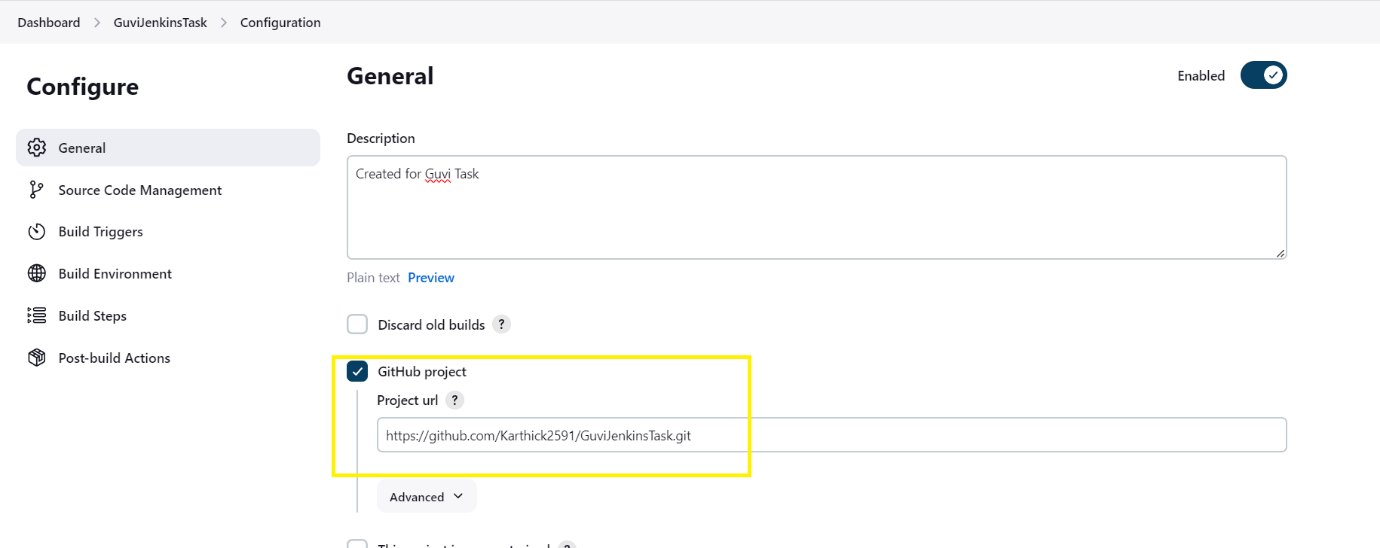 Dashboard > GuviJenkinsTask > Configuration
Configure
General
Source Code Management
Build Triggers
Build Environment
Build Steps
Post-build Actions
General
Enabled
Description
Created for Guvi Task
Plain text Preview
Discard old builds ?
GitHub project
Project url ?
https://github.com/Karthick2591/GuviJenkinsTask.git
Advanced